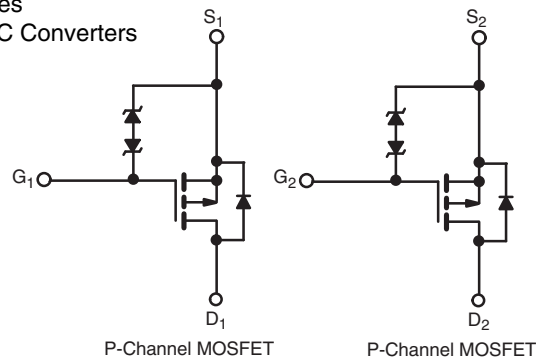 es
C Converters
S1 S2
G1 G2
D1 D2
P-Channel MOSFET P-Channel MOSFET